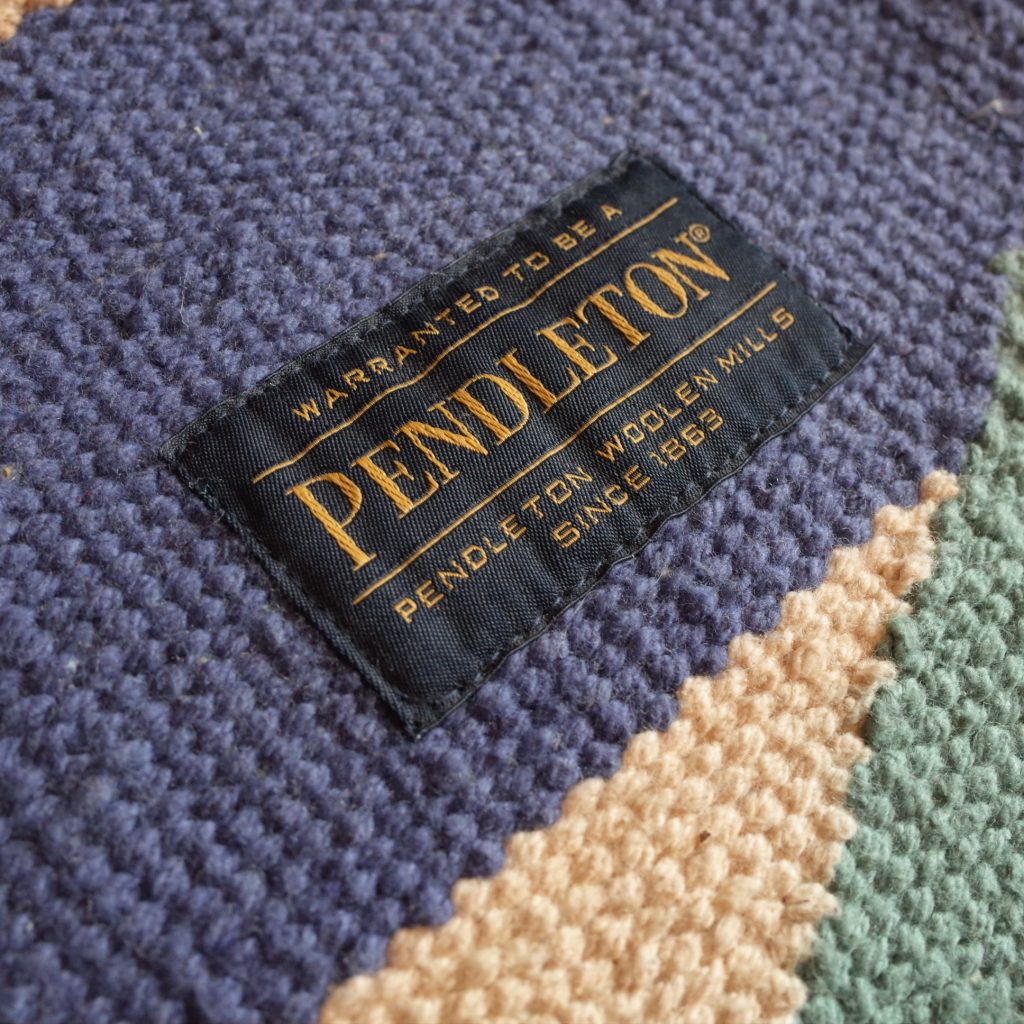 WARRANTED TO BE A
PENDLETON®
PENDLETON WOOLEN MILLS
SINCE 1863